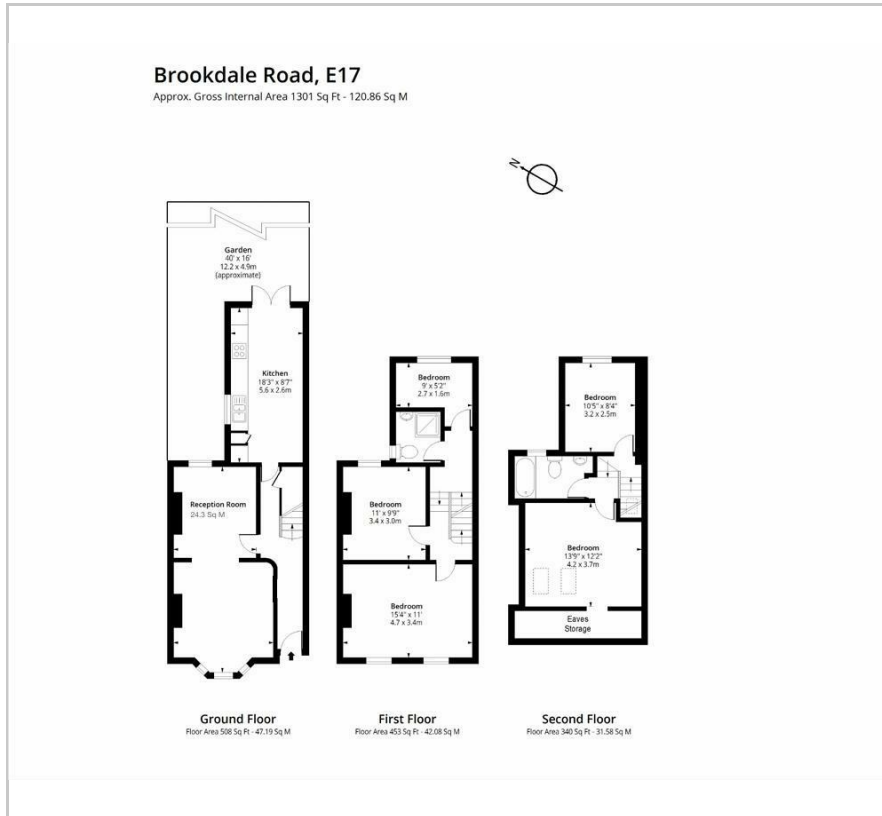 Brookdale Road, E17
Approx. Gross Internal Area 1301 Sq Ft - 120.86 Sq M
N
Garden
40' x 16'
12.2 x 4.9m
(approximate)
Kitchen
18'3" x 8'7"
5.6 x 2.6m
Reception Room
24.3 Sq M
Ground Floor
Floor Area 508 Sq Ft - 47.19 Sq M
Bedroom
9' x 5'2"
2.7 x 1.6m
Bedroom
11' x 9'9"
3.4 x 3.0m
Bedroom
15'4" x 11'
4.7 x 3.4m
First Floor
Floor Area 453 Sq Ft - 42.08 Sq M
Bedroom
10'5" x 8'4"
3.2 x 2.5m
Bedroom
13'9" x 12'2"
4.2 x 3.7m
Eaves
Storage
Second Floor
Floor Area 340 Sq Ft - 31.58 Sq M